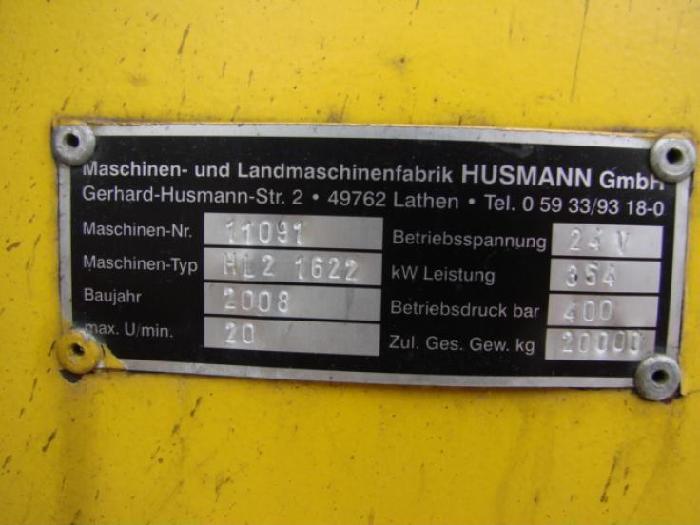 Maschinen- und Landmaschinenfabrik HUSMANN GmbH
Gerhard-Husmann-Str. 2 • 49762 Lathen • Tel. 0 59 33/93 18-0
Maschinen-Nr. 11091 Betriebsspannung 24 V
Maschinen-Typ HL2 1622 kW Leistung 354
Baujahr 2008 Betriebsdruck bar 400
max. U/min. 20 Zul. Ges. Gew. kg 20000